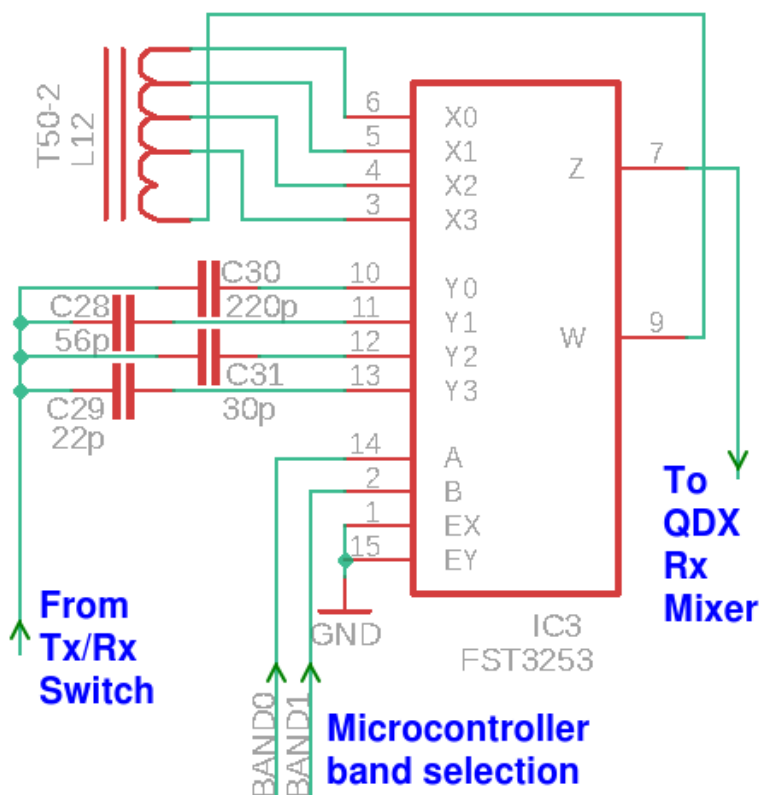 T50-2
L12
6
X0
5
X1
4
X2
3
X3
Z
7
C30
220p
10
Y0
C28
56p
11
Y1
12
Y2
W
9
C31
30p
13
Y3
C29
22p
14
A
2
B
1
EX
15
EY
To
QDX
Rx
Mixer
From
Tx/Rx
Switch
GND
IC3
FST3253
BAND0
BAND1
Microcontroller
band selection